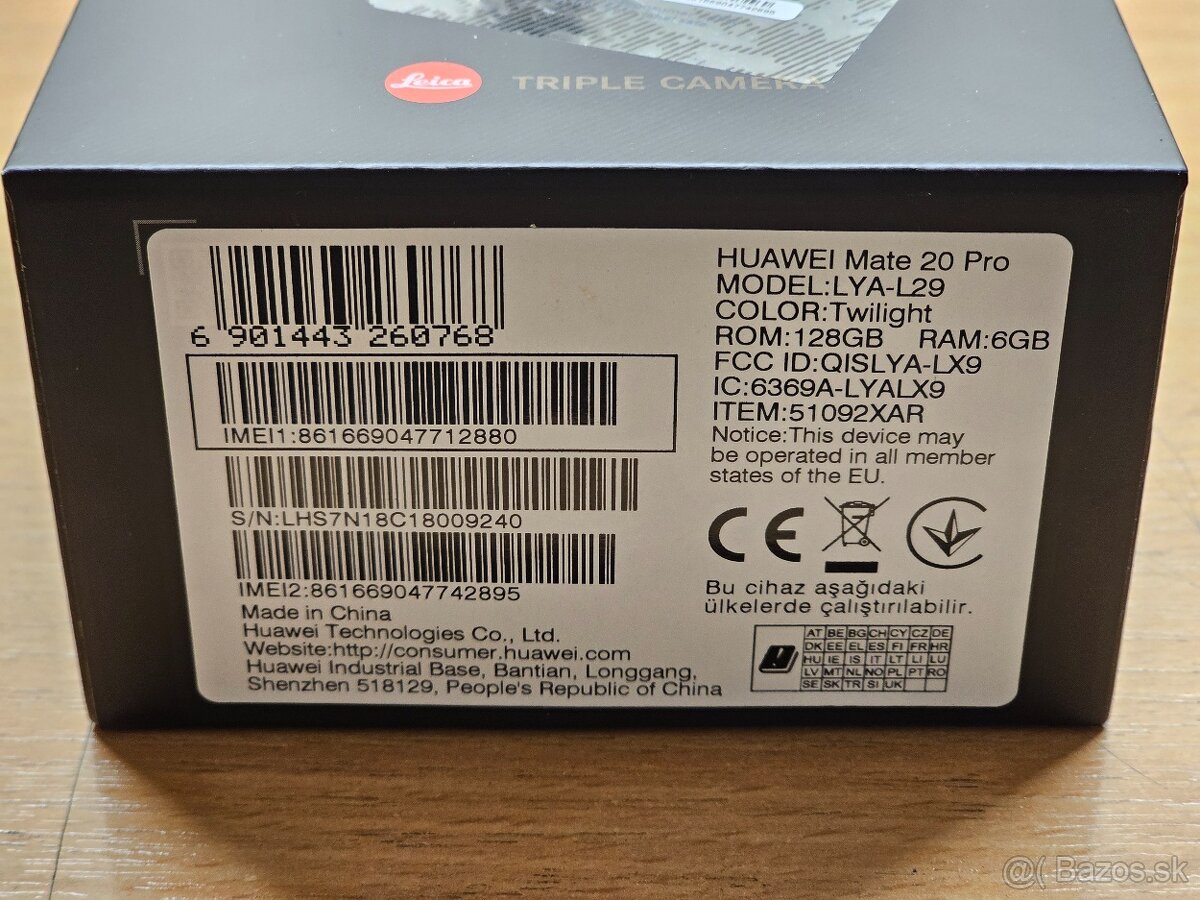 Leica TRIPLE CAMERA
6 901443 260768
IMEI1:861669047712880
S/N:LHS7N18C18009240
IMEI2:861669047742895
Made in China
Huawei Technologies Co., Ltd.
Website:http://consumer.huawei.com
Huawei Industrial Base, Bantian, Longgang,
Shenzhen 518129, People's Republic of China
HUAWEI Mate 20 Pro
MODEL:LYA-L29
COLOR:Twilight
ROM:128GB RAM:6GB
FCC ID:QISLYA-LX9
IC:6369A-LYALX9
ITEM:51092XAR
Notice:This device may
be operated in all member
states of the EU.
CE
Bu cihaz aşağıdaki
ülkelerde çalıştırılabilir.
AT BE BG CH CY CZ DE
DK EE EL ES FI FR HR
HU IE IS IT LT LI LU
LV MT NL NO PL PT RO
SE SK TR SI UK
@( Bazos.sk